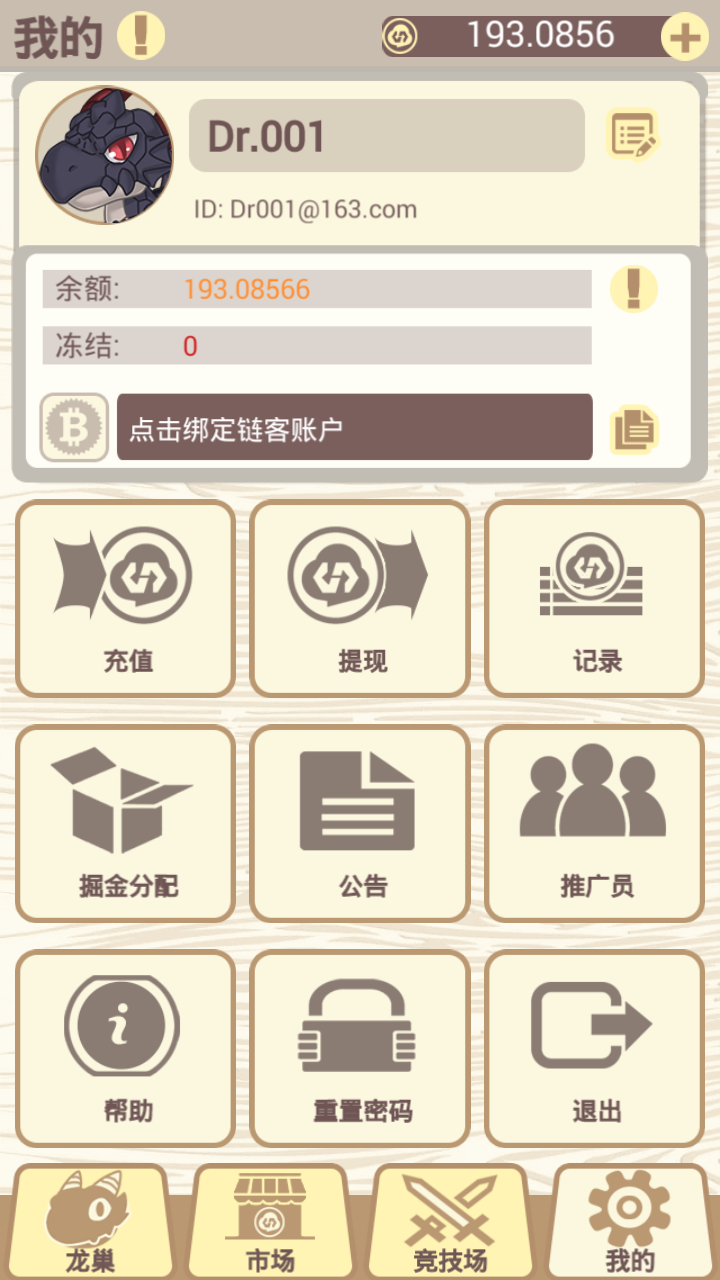 我的
193.0856
Dr.001
ID: Dr001@163.com
余额: 193.08566
冻结: 0
点击绑定链客账户
充值 提现 记录
掘金分配 公告 推广员
帮助 重置密码 退出
龙巢 市场 竞技场 我的